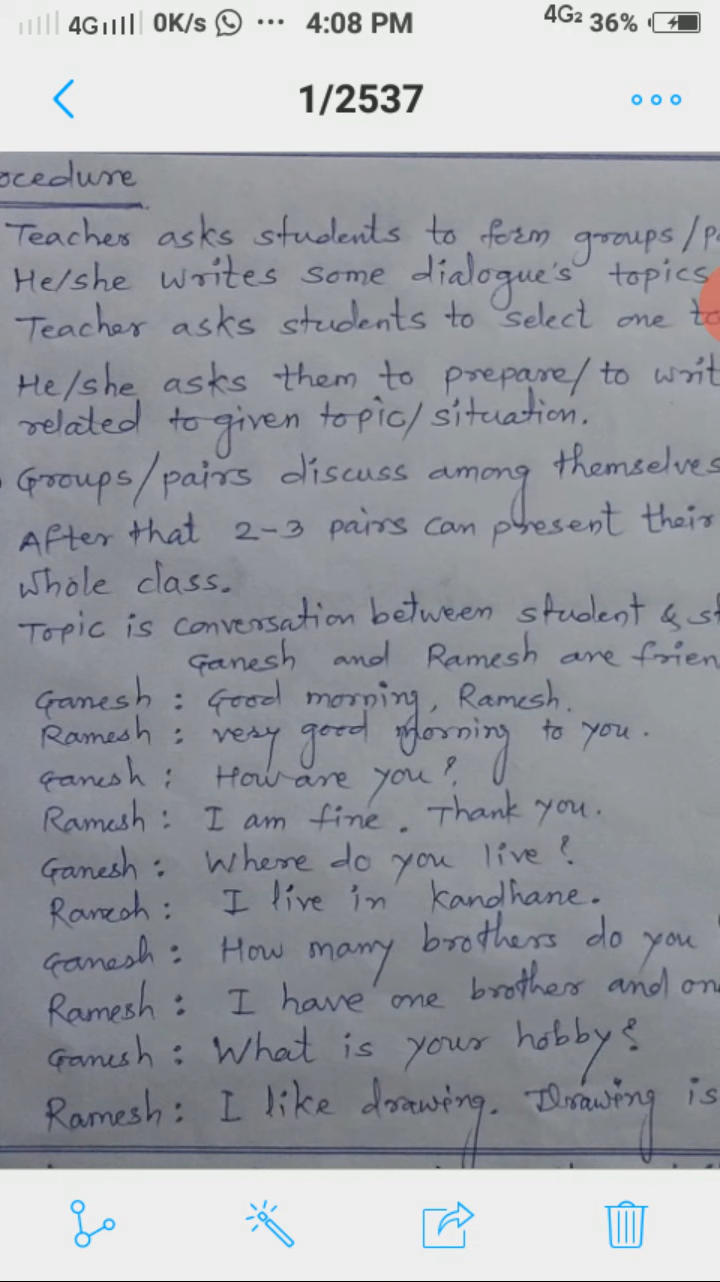 4G 0K/s ... 4:08 PM 4G2 36%
1/2537
ocedure
Teacher asks students to form groups/p
He/she writes some dialogue's topics
Teacher asks students to select one to
He/she asks them to prepare/to writ
related to given topic/situation.
Groups/pairs discuss among themselves
After that 2-3 pairs can present their
whole class.
Topic is conversation between student & st
Ganesh and Ramesh are frien
Ganesh : Good morning, Ramesh.
Ramesh : very good morning to you.
Ganesh : How are you?
Ramesh : I am fine. Thank you.
Ganesh : Where do you live?
Ramesh : I live in Kandhane.
Ganesh : How many brothers do you
Ramesh : I have one brother and on
Ganesh : What is your hobby?
Ramesh : I like drawing. Drawing is